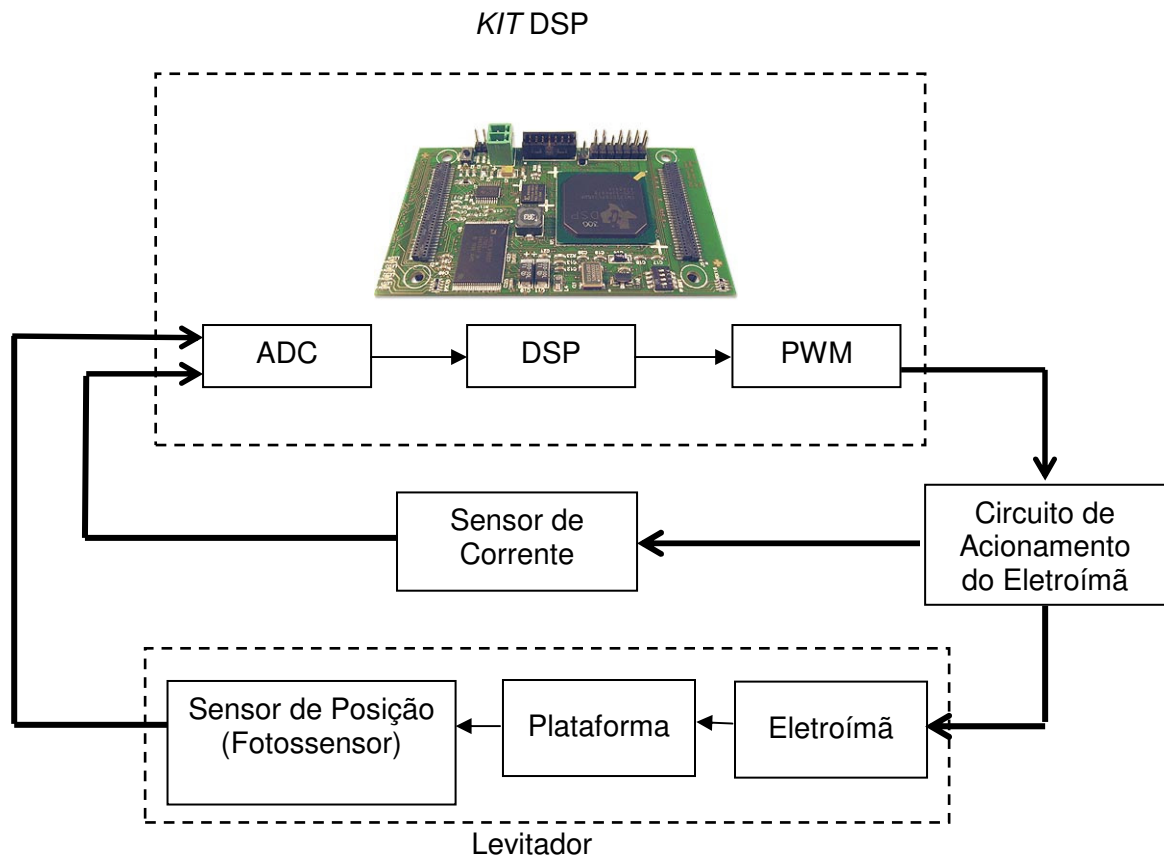 KIT DSP
DSP
ADC
DSP
PWM
Sensor de
Corrente
Circuito de
Acionamento
do Eletroímã
Sensor de Posição
(Fotossensor)
Plataforma
Eletroímã
Levitador